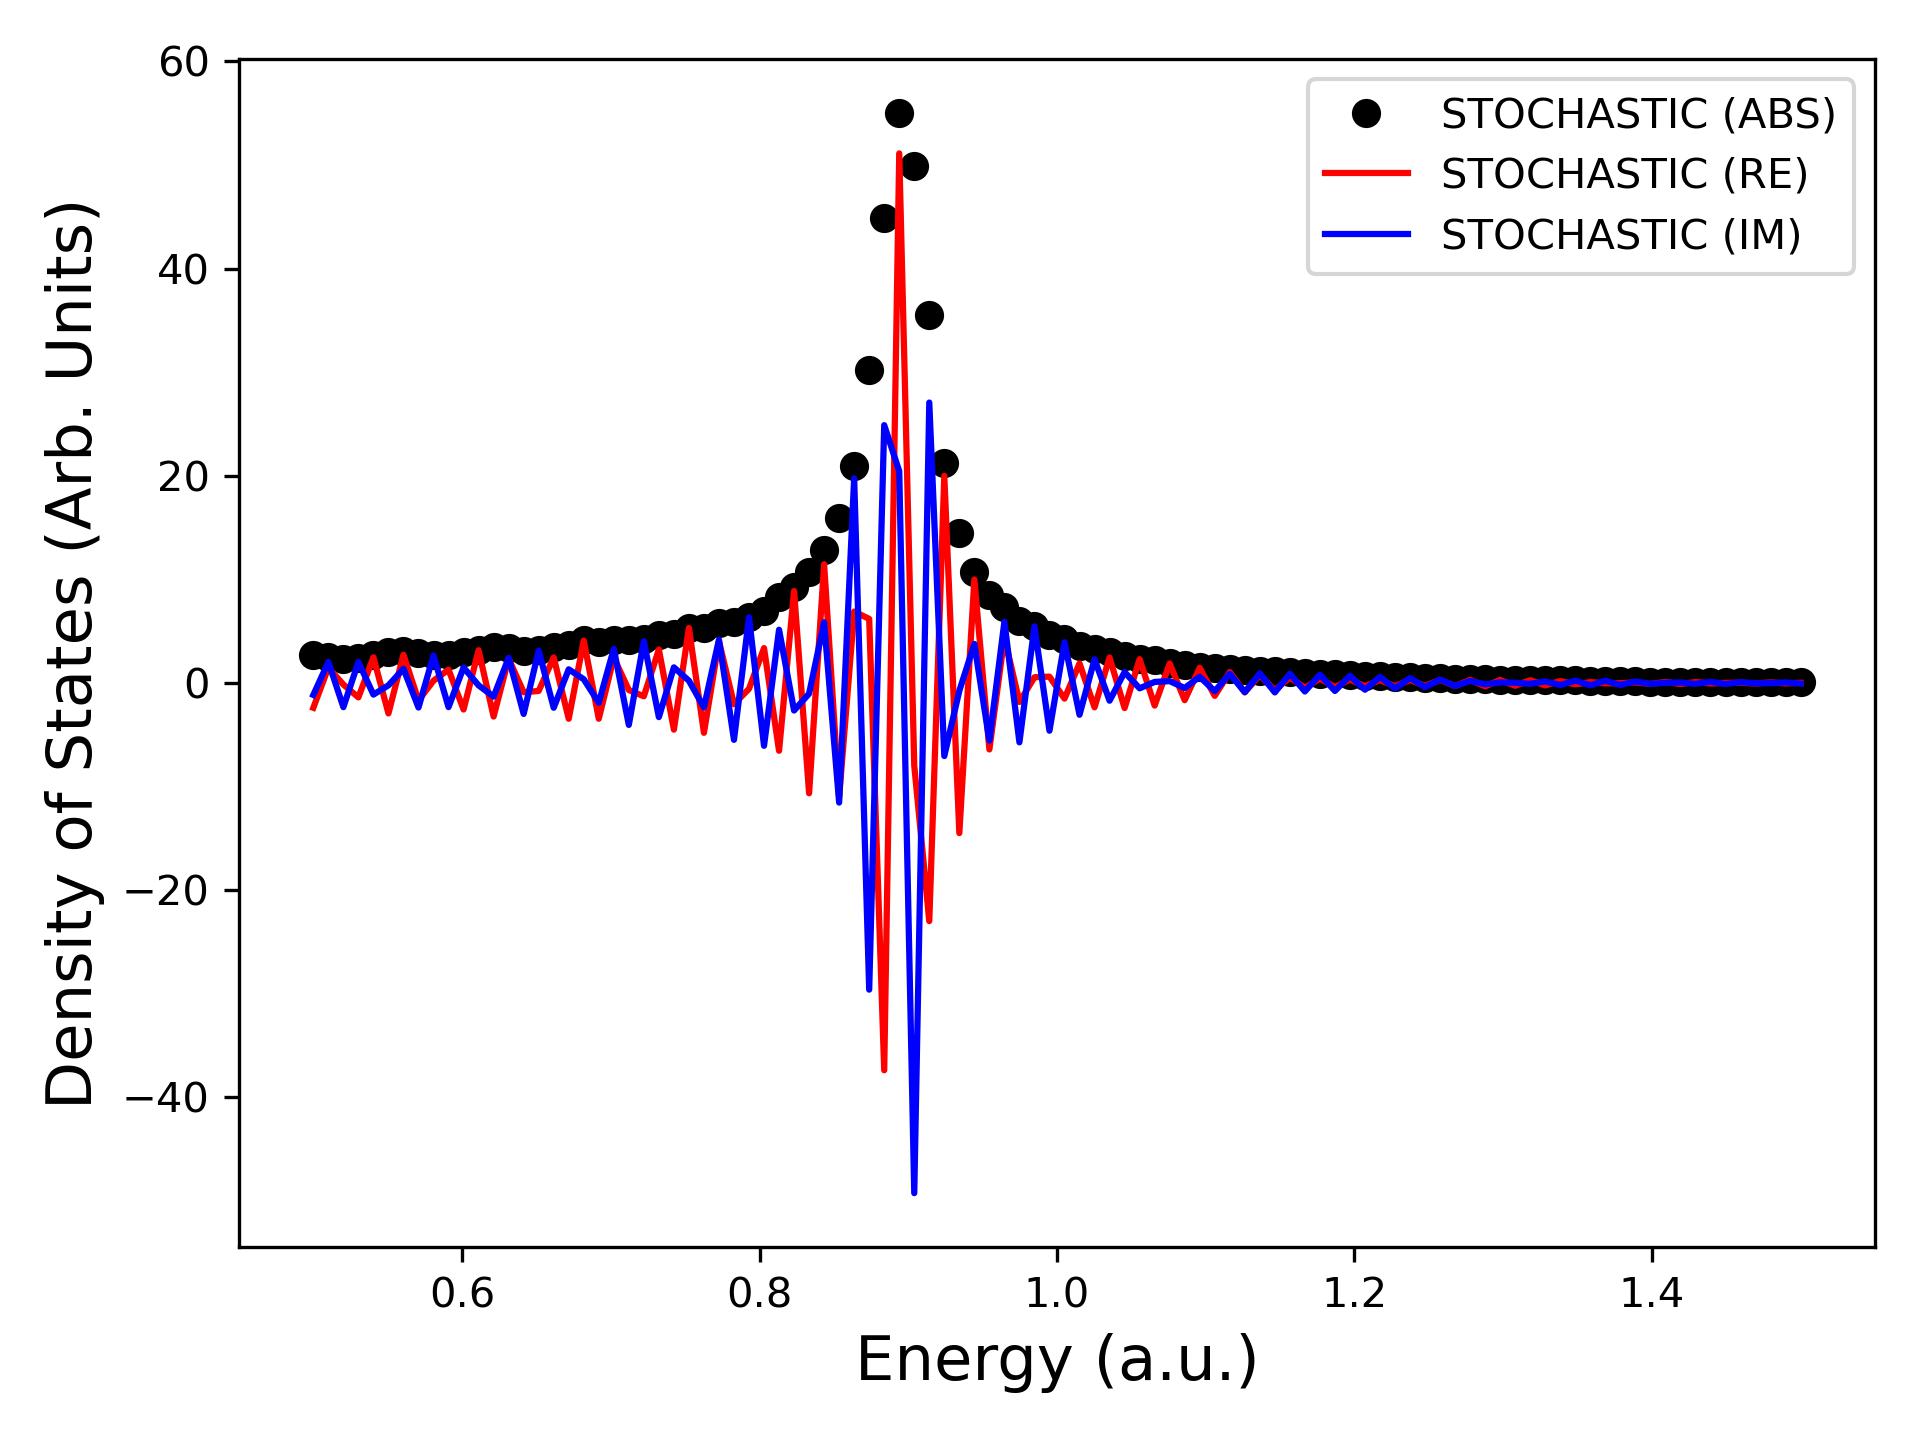 60
40
20
0
−20
−40
Density of States (Arb. Units)
STOCHASTIC (ABS)
STOCHASTIC (RE)
STOCHASTIC (IM)
0.6
0.8
1.0
1.2
1.4
Energy (a.u.)